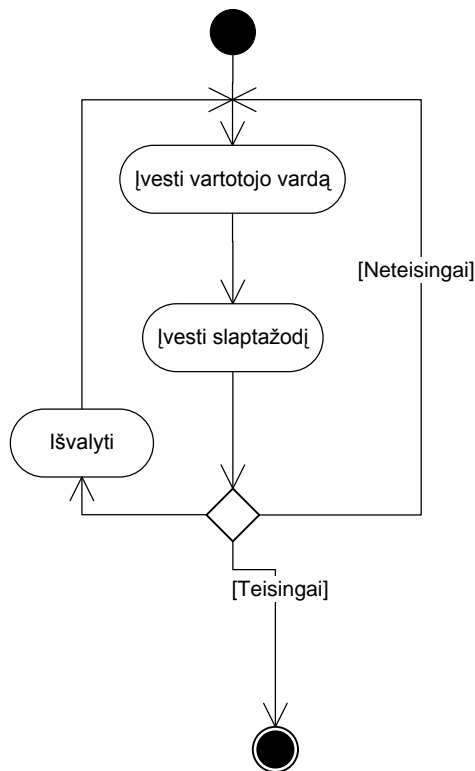 Įvesti vartotojo vardą
[Neteisingai]
Įvesti slaptažodį
Išvalyti
[Teisingai]